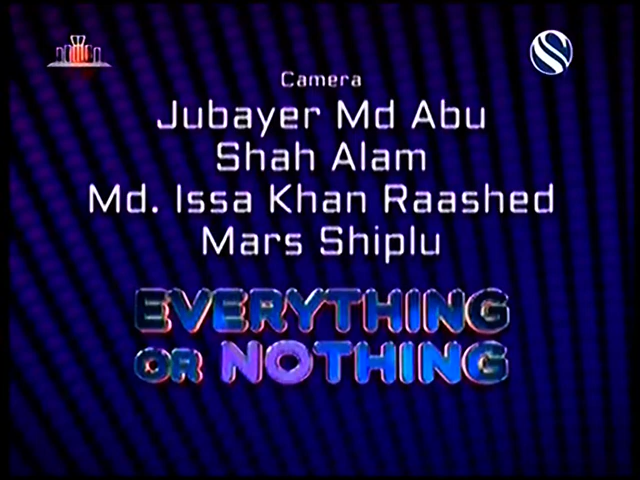 Camera
Jubayer Md Abu
Shah Alam
Md. Issa Khan Raashed
Mars Shiplu
EVERYTHING
OR NOTHING